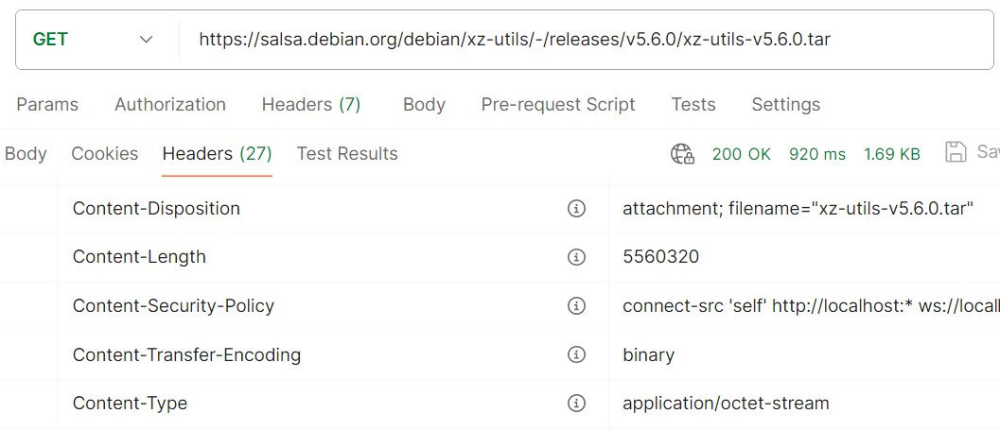 GET https://salsa.debian.org/debian/xz-utils/-/releases/v5.6.0/xz-utils-v5.6.0.tar
Params Authorization Headers (7) Body Pre-request Script Tests Settings
Body Cookies Headers (27) Test Results 200 OK 920 ms 1.69 KB Sav
Content-Disposition attachment; filename="xz-utils-v5.6.0.tar"
Content-Length 5560320
Content-Security-Policy connect-src 'self' http://localhost:* ws://local
Content-Transfer-Encoding binary
Content-Type application/octet-stream